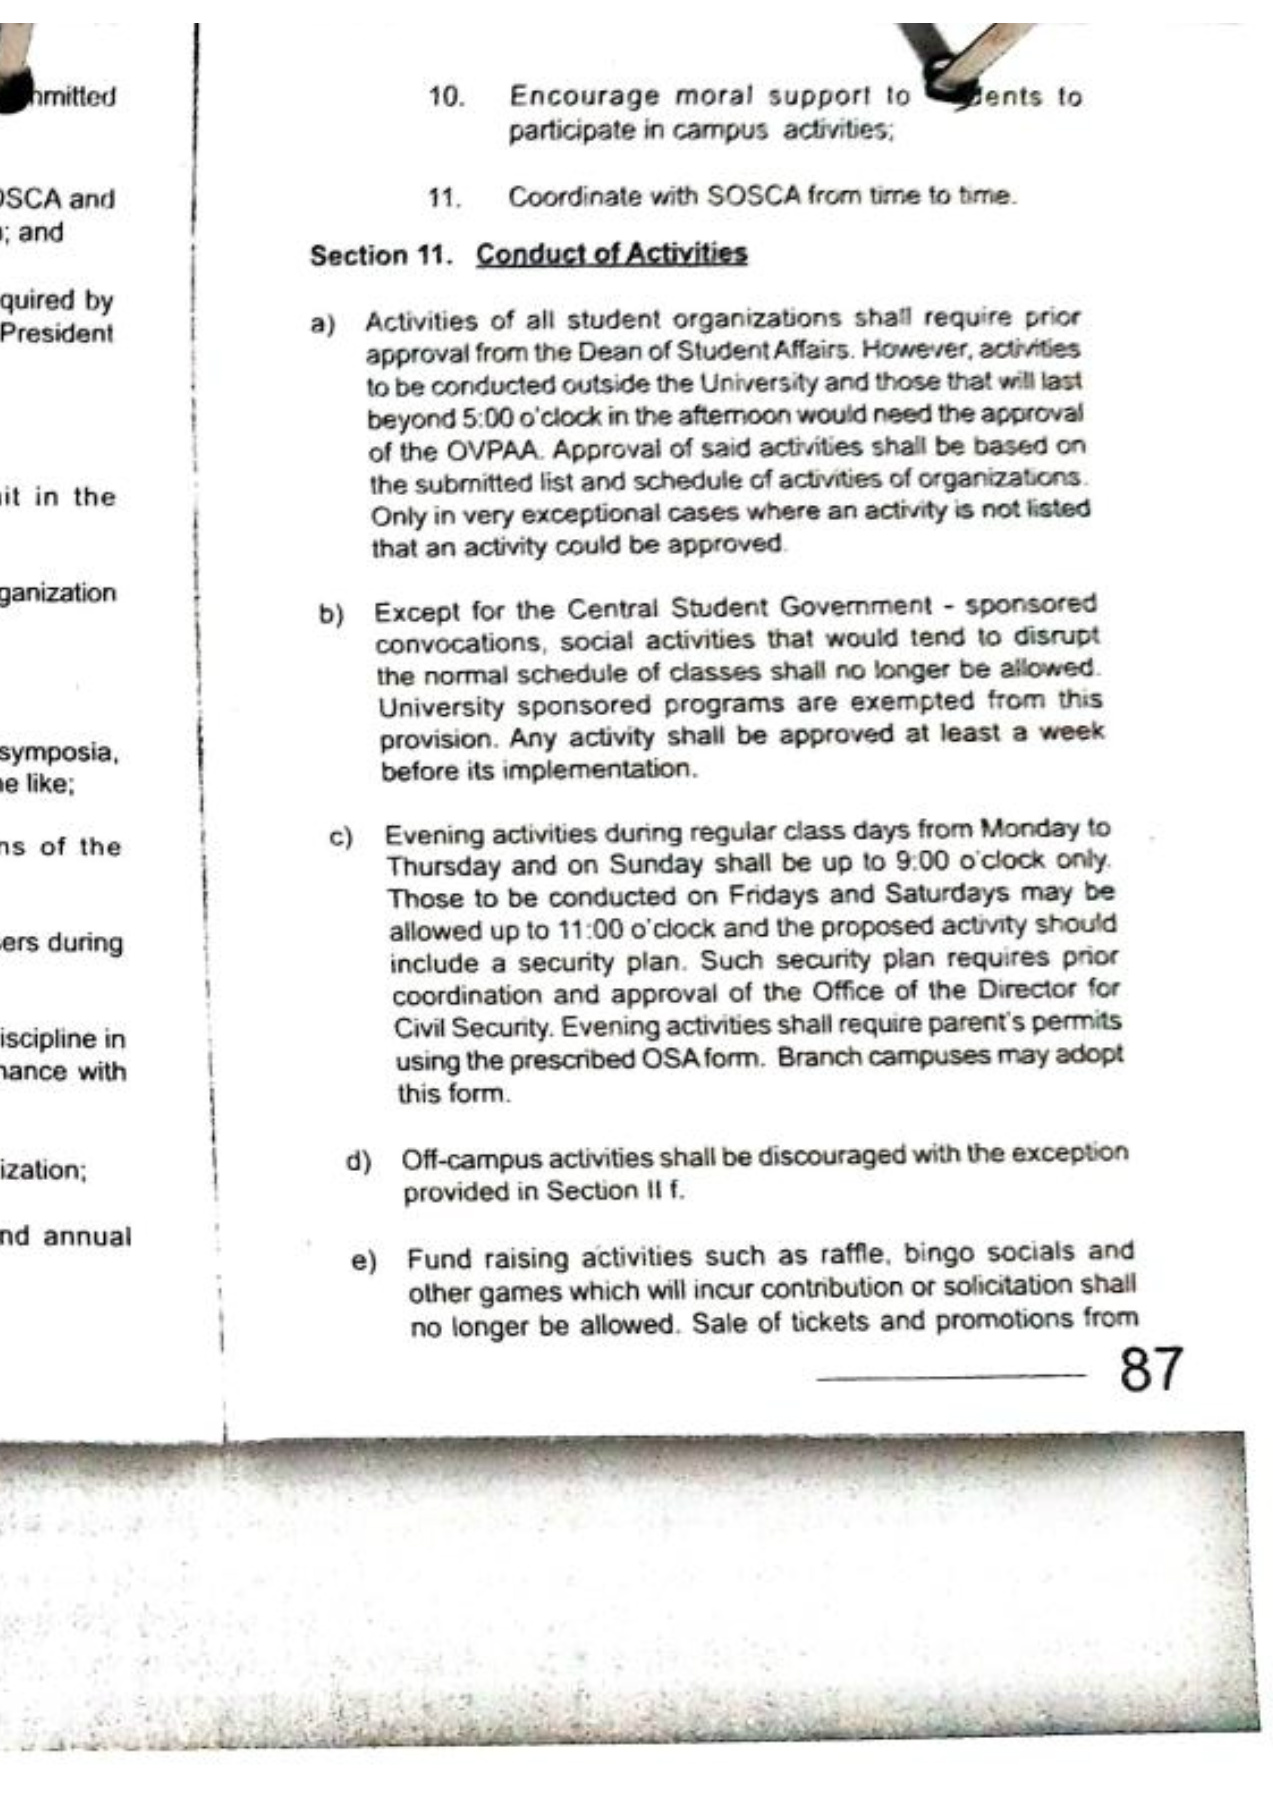 mmitted
OSCA and
; and
quired by
President
it in the
ganization
symposia,
e like;
ns of the
ers during
iscipline in
nance with
ization;
nd annual
10. Encourage moral support to dents to
participate in campus activities;
11. Coordinate with SOSCA from time to time.
Section 11. Conduct of Activities
a) Activities of all student organizations shall require prior
approval from the Dean of Student Affairs. However, activities
to be conducted outside the University and those that will last
beyond 5:00 o'clock in the afternoon would need the approval
of the OVPAA. Approval of said activities shall be based on
the submitted list and schedule of activities of organizations.
Only in very exceptional cases where an activity is not listed
that an activity could be approved.
b) Except for the Central Student Government - sponsored
convocations, social activities that would tend to disrupt
the normal schedule of classes shall no longer be allowed.
University sponsored programs are exempted from this
provision. Any activity shall be approved at least a week
before its implementation.
c) Evening activities during regular class days from Monday to
Thursday and on Sunday shall be up to 9:00 o'clock only.
Those to be conducted on Fridays and Saturdays may be
allowed up to 11:00 o'clock and the proposed activity should
include a security plan. Such security plan requires prior
coordination and approval of the Office of the Director for
Civil Security. Evening activities shall require parent's permits
using the prescribed OSA form. Branch campuses may adopt
this form.
d) Off-campus activities shall be discouraged with the exception
provided in Section II f.
e) Fund raising activities such as raffle, bingo socials and
other games which will incur contribution or solicitation shall
no longer be allowed. Sale of tickets and promotions from
87